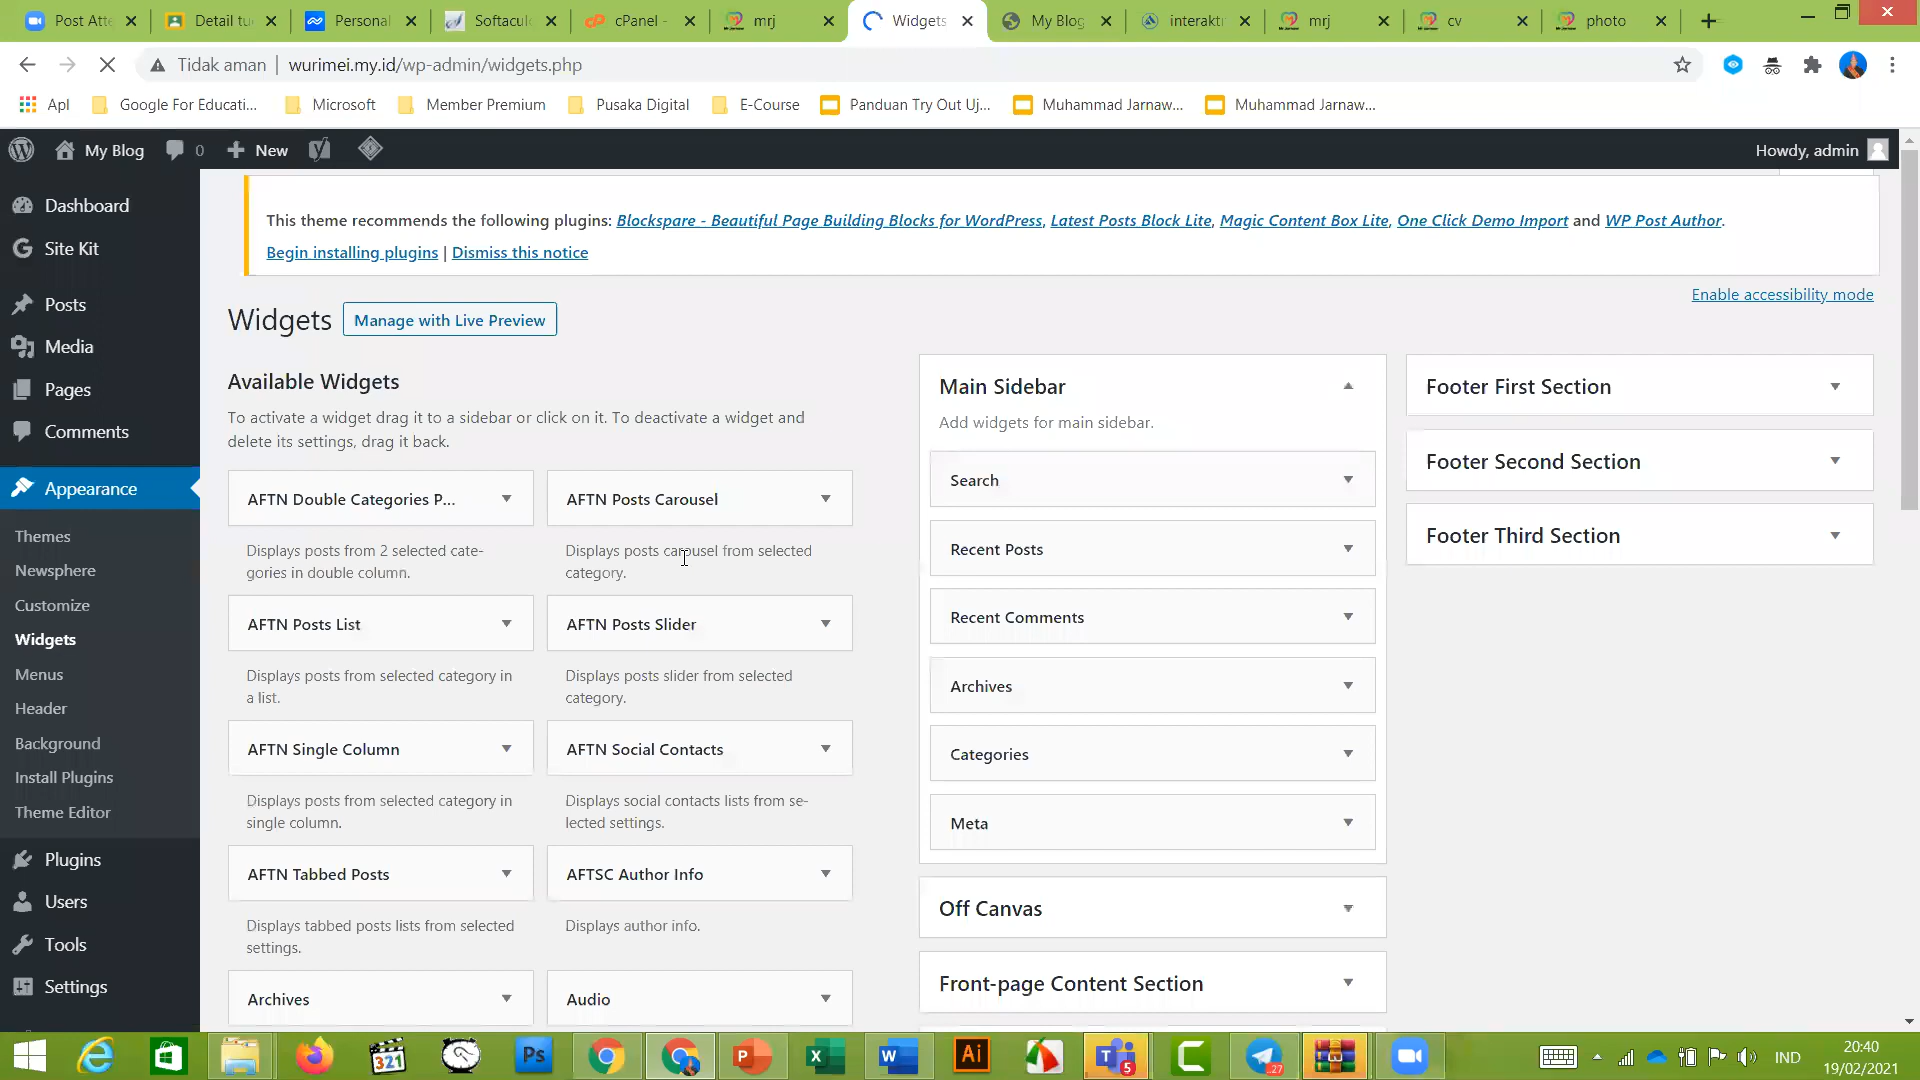 Post Atte
Detail tu
Personal
Softacul
cPanel -
mrj
Widgets
My Blog
interakti
mrj
cv
photo
Tidak aman | wurimei.my.id/wp-admin/widgets.php
Apl
Google For Educati...
Microsoft
Member Premium
Pusaka Digital
E-Course
Panduan Try Out Uj...
Muhammad Jarnaw...
Muhammad Jarnaw...
My Blog
0
New
Howdy, admin
Dashboard
Site Kit
Posts
Media
Pages
Comments
Appearance
Themes
Newsphere
Customize
Widgets
Menus
Header
Background
Install Plugins
Theme Editor
Plugins
Users
Tools
Settings
This theme recommends the following plugins: Blockspare - Beautiful Page Building Blocks for WordPress, Latest Posts Block Lite, Magic Content Box Lite, One Click Demo Import and WP Post Author.
Begin installing plugins | Dismiss this notice
Enable accessibility mode
Widgets
Manage with Live Preview
Available Widgets
To activate a widget drag it to a sidebar or click on it. To deactivate a widget and
delete its settings, drag it back.
AFTN Double Categories P...
Displays posts from 2 selected cate-
gories in double column.
AFTN Posts Carousel
Displays posts carousel from selected
category.
AFTN Posts List
Displays posts from selected category in
a list.
AFTN Posts Slider
Displays posts slider from selected
category.
AFTN Single Column
Displays posts from selected category in
single column.
AFTN Social Contacts
Displays social contacts lists from se-
lected settings.
AFTN Tabbed Posts
Displays tabbed posts lists from selected
settings.
AFTSC Author Info
Displays author info.
Archives
Audio
Main Sidebar
Add widgets for main sidebar.
Search
Recent Posts
Recent Comments
Archives
Categories
Meta
Off Canvas
Front-page Content Section
Footer First Section
Footer Second Section
Footer Third Section
321
Ps
P
X
W
Ai
T
5
C
27
IND
20:40
19/02/2021